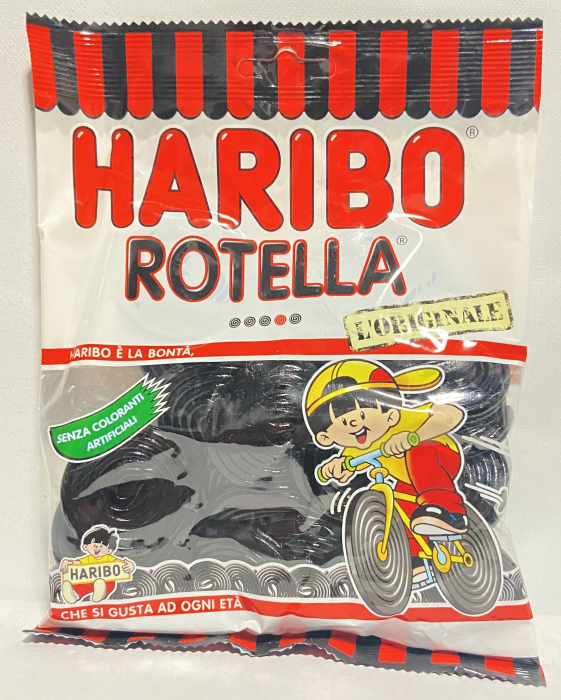 HARIBO®
ROTELLA®
L'ORIGINALE
HARIBO È LA BONTÀ,
SENZA COLORANTI
ARTIFICIALI
HARIBO
CHE SI GUSTA AD OGNI ETÀ